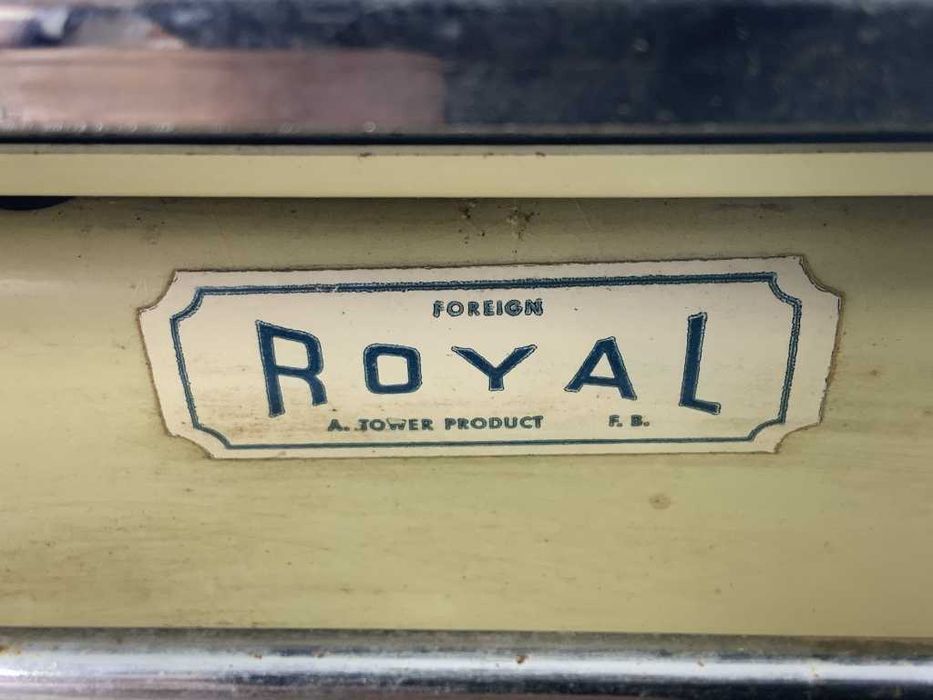 FOREIGN
ROYAL
A. TOWER PRODUCT F. B.